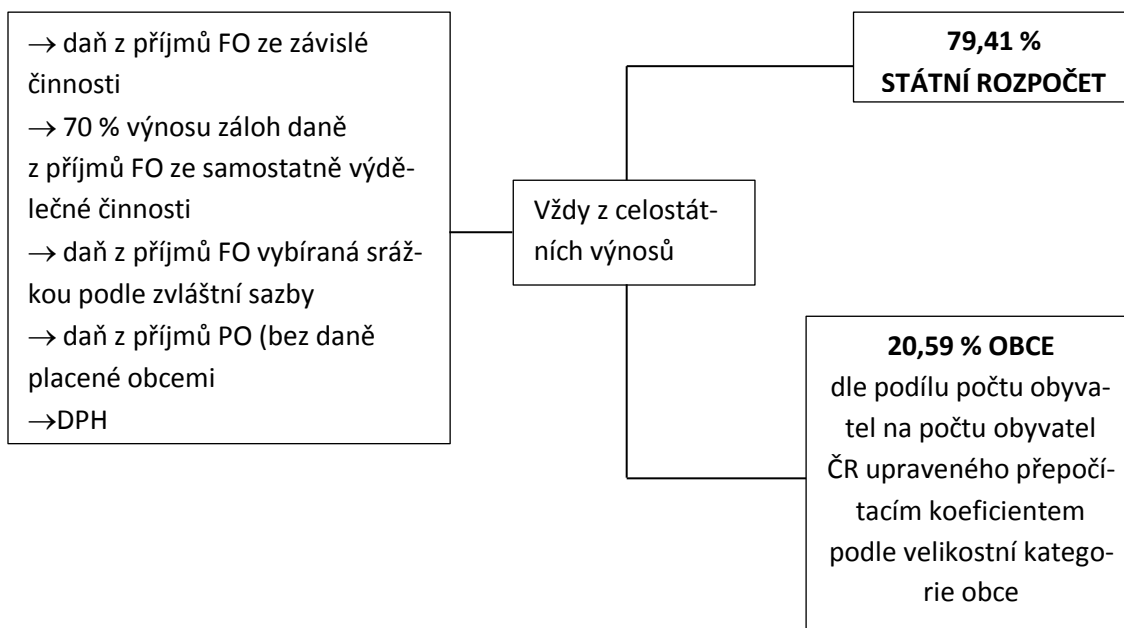 → daň z příjmů FO ze závislé
činnosti
→ 70 % výnosu záloh daně
z příjmů FO ze samostatně výdě-
lečné činnosti
→ daň z příjmů FO vybíraná sráž-
kou podle zvláštní sazby
→ daň z příjmů PO (bez daně
placené obcemi
→DPH
Vždy z celostát-
ních výnosů
79,41 %
STÁTNÍ ROZPOČET
20,59 % OBCE
dle podílu počtu obyva-
tel na počtu obyvatel
ČR upraveného přepočí-
tacím koeficientem
podle velikostní katego-
rie obce